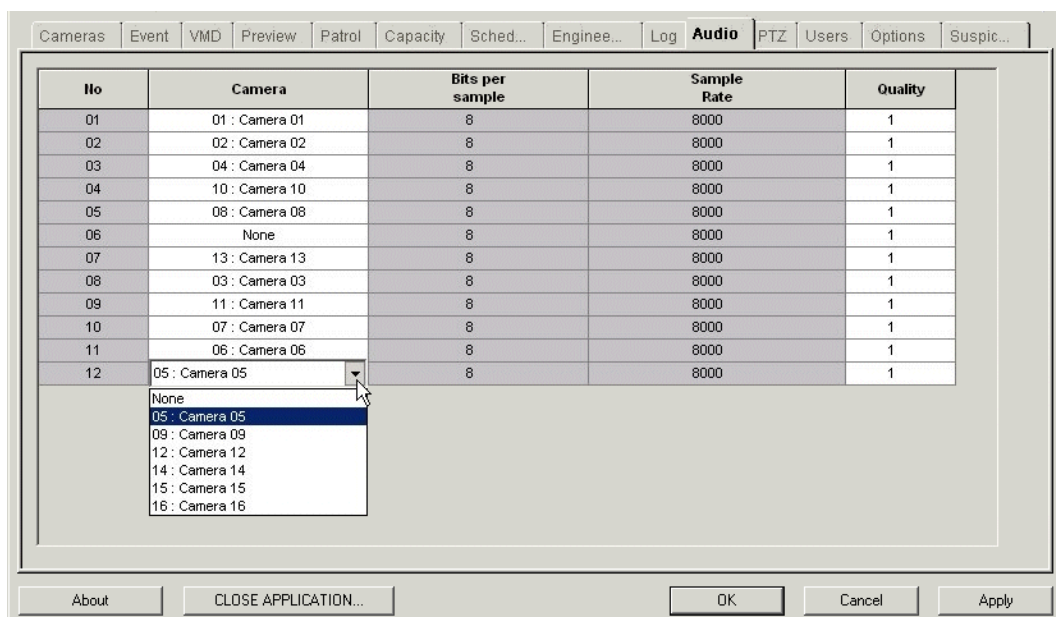 Cameras Event VMD Preview Patrol Capacity Sched... Enginee... Log Audio PTZ Users Options Suspic...
No Camera Bits per sample Sample Rate Quality
01 01 : Camera 01 8 8000 1
02 02 : Camera 02 8 8000 1
03 04 : Camera 04 8 8000 1
04 10 : Camera 10 8 8000 1
05 08 : Camera 08 8 8000 1
06 None 8 8000 1
07 13 : Camera 13 8 8000 1
08 03 : Camera 03 8 8000 1
09 11 : Camera 11 8 8000 1
10 07 : Camera 07 8 8000 1
11 06 : Camera 06 8 8000 1
12 05 : Camera 05 8 8000 1
None
05 : Camera 05
09 : Camera 09
12 : Camera 12
14 : Camera 14
15 : Camera 15
16 : Camera 16
About CLOSE APPLICATION... OK Cancel Apply